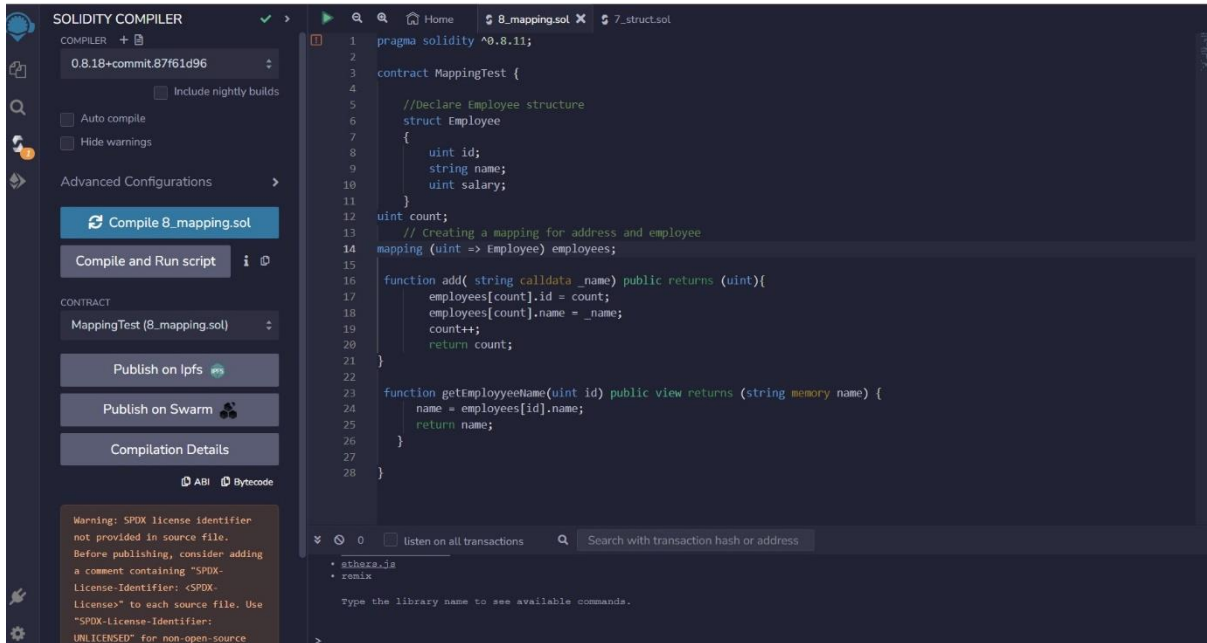 SOLIDITY COMPILER
COMPILER
0.8.18+commit.87f61d96
Include nightly builds
Auto compile
Hide warnings
Advanced Configurations
Compile 8_mapping.sol
Compile and Run script
CONTRACT
MappingTest (8_mapping.sol)
Publish on Ipfs
Publish on Swarm
Compilation Details
ABI Bytecode
Warning: SPDX license identifier
not provided in source file.
Before publishing, consider adding
a comment containing "SPDX-
License-Identifier: <SPDX-
License>" to each source file. Use
"SPDX-License-Identifier:
UNLICENSED" for non-open-source
Home 8_mapping.sol 7_struct.sol
1 pragma solidity ^0.8.11;
2
3 contract MappingTest {
4
5 //Declare Employee structure
6 struct Employee
7 {
8 uint id;
9 string name;
10 uint salary;
11 }
12 uint count;
13 // Creating a mapping for address and employee
14 mapping (uint => Employee) employees;
15
16 function add( string calldata _name) public returns (uint){
17 employees[count].id = count;
18 employees[count].name = _name;
19 count++;
20 return count;
21 }
22
23 function getEmployyeeName(uint id) public view returns (string memory name) {
24 name = employees[id].name;
25 return name;
26 }
27
28 }
0 listen on all transactions Search with transaction hash or address
• ethers.js
• remix
Type the library name to see available commands.
>